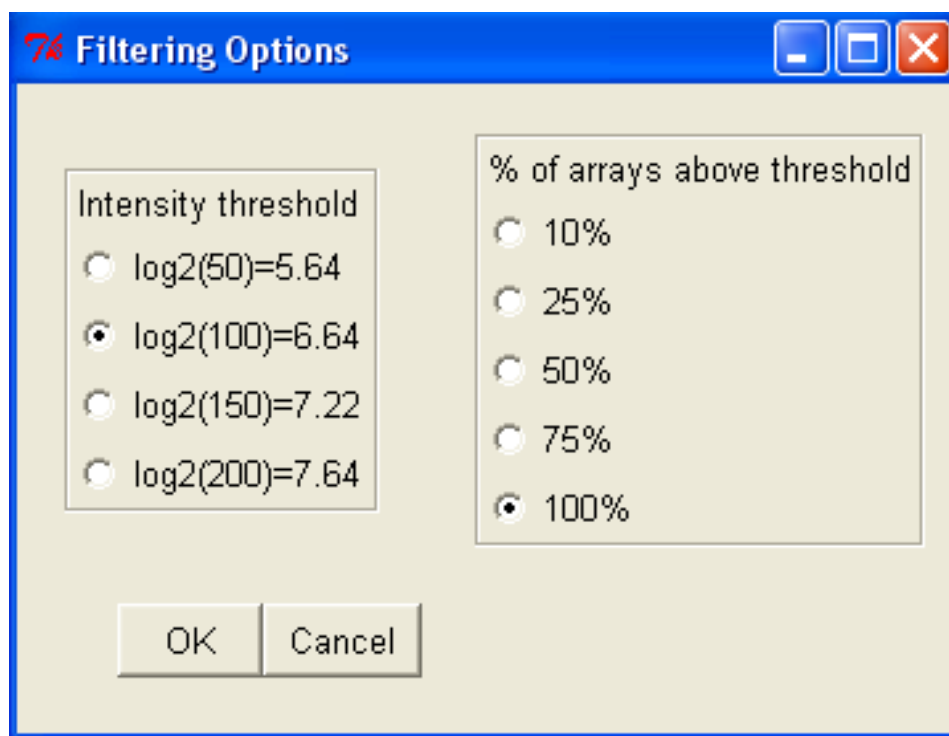 7k Filtering Options
Intensity threshold
log2(50)=5.64
log2(100)=6.64
log2(150)=7.22
log2(200)=7.64
% of arrays above threshold
10%
25%
50%
75%
100%
OK
Cancel